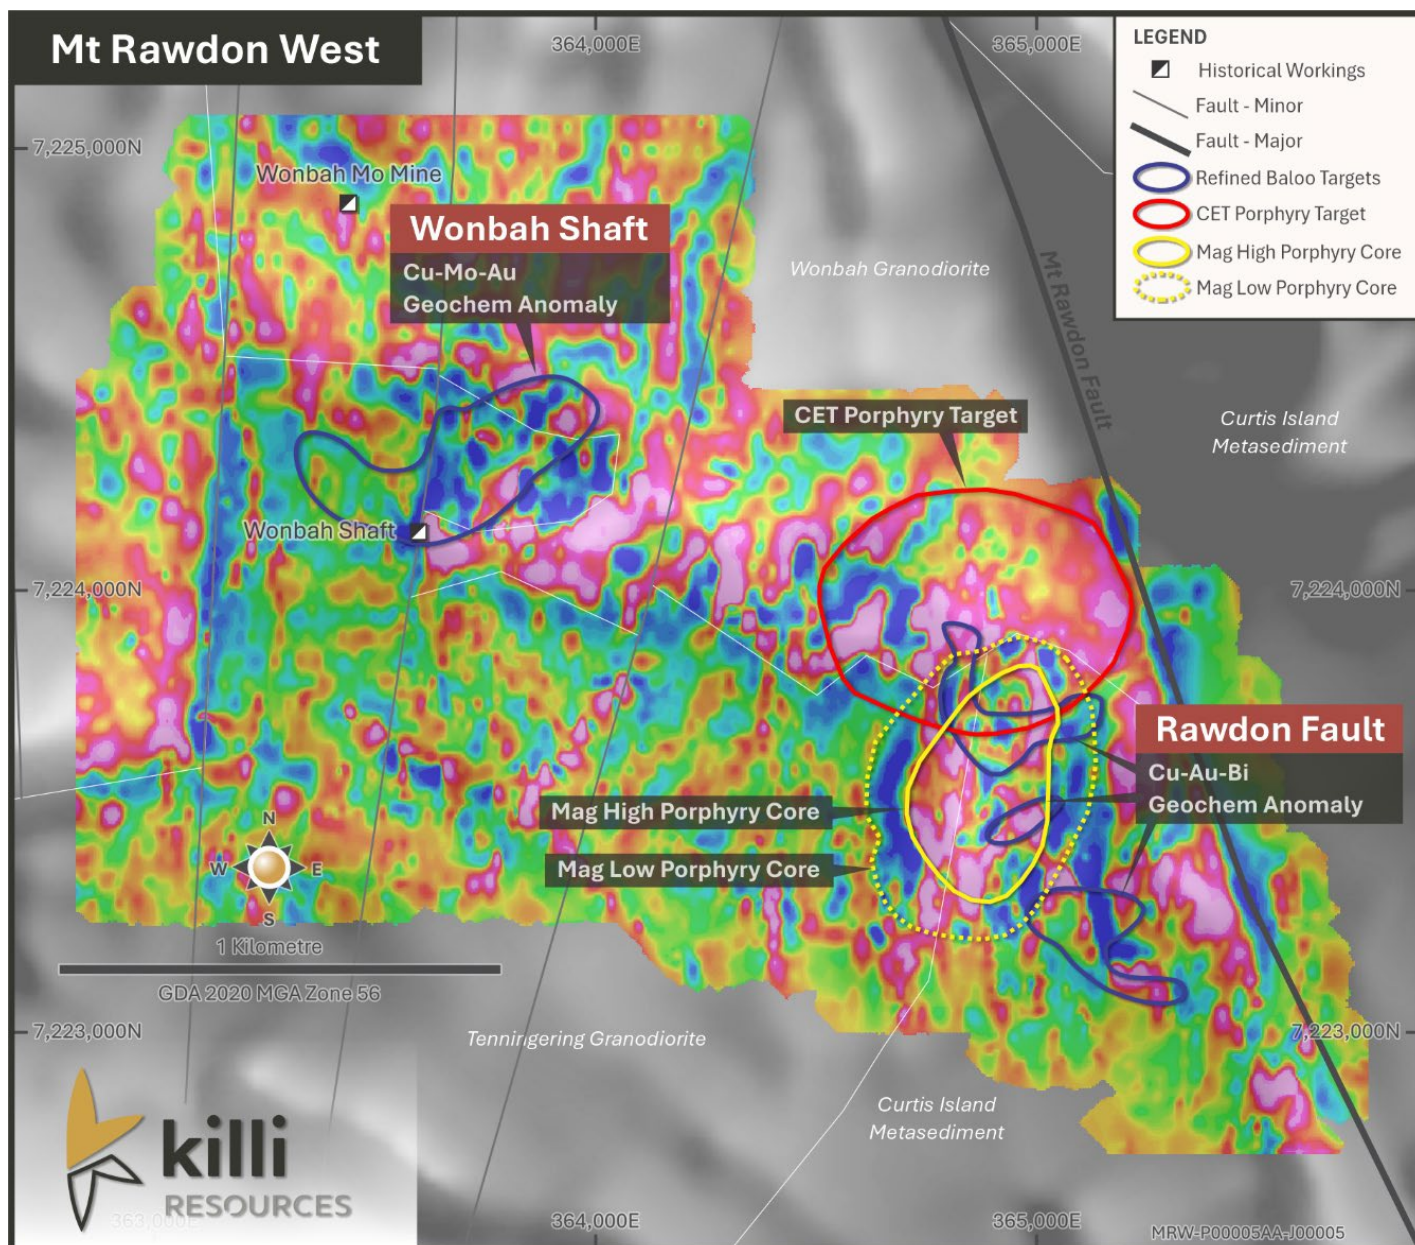 Mt Rawdon West
364,000E
365,000E
LEGEND
Historical Workings
Fault - Minor
Fault - Major
Refined Baloo Targets
CET Porphyry Target
Mag High Porphyry Core
Mag Low Porphyry Core
7,225,000N
Wonbah Mo Mine
Wonbah Shaft
Cu-Mo-Au
Geochem Anomaly
Wonbah Granodiorite
Mt Rawdon Fault
CET Porphyry Target
Curtis Island
Metasediment
Wonbah Shaft
7,224,000N
7,224,000N
Rawdon Fault
Cu-Au-Bi
Geochem Anomaly
Mag High Porphyry Core
Mag Low Porphyry Core
N
W
E
S
1 Kilometre
GDA 2020 MGA Zone 56
7,223,000N
7,223,000N
Tenningering Granodiorite
Curtis Island
Metasediment
killi
RESOURCES
363,000E
364,000E
365,000E
MRW-P00005AA-J00005